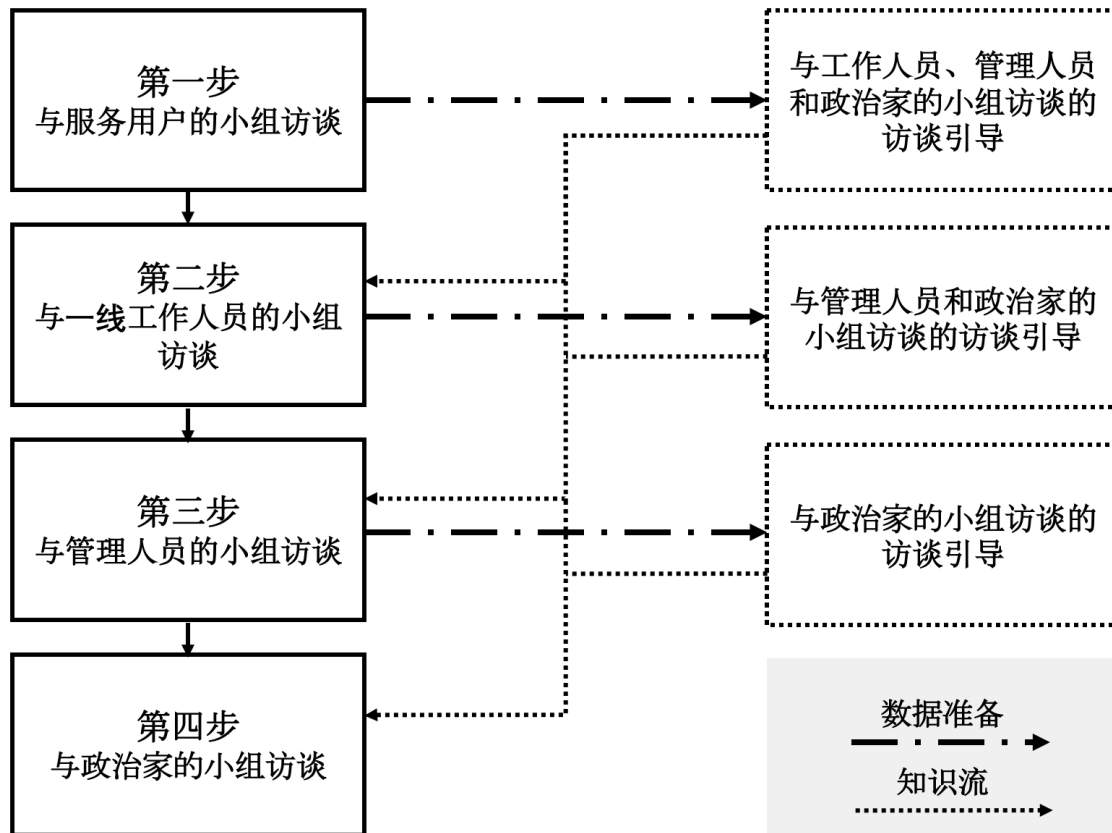 第一步
与服务用户的小组访谈
与工作人员、管理人员
和政治家的小组访谈的
访谈引导
第二步
与一线工作人员的小组
访谈
与管理人员和政治家的
小组访谈的访谈引导
第三步
与管理人员的小组访谈
与政治家的小组访谈的
访谈引导
第四步
与政治家的小组访谈
数据准备
知识流